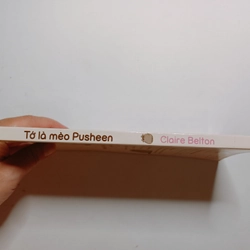 Tớ là mèo Pusheen Claire Belton